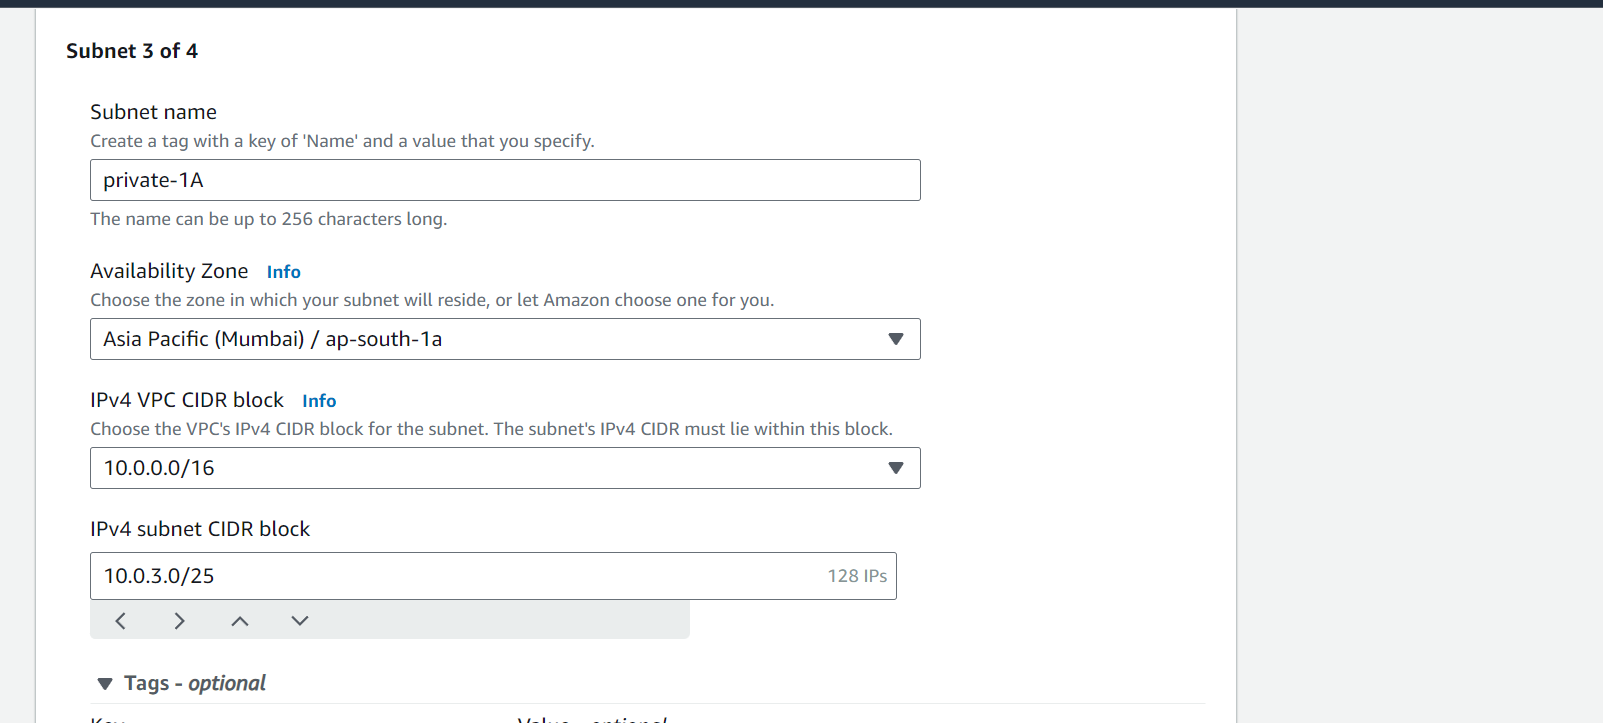 Subnet 3 of 4
Subnet name
Create a tag with a key of 'Name' and a value that you specify.
private-1A
The name can be up to 256 characters long.
Availability Zone Info
Choose the zone in which your subnet will reside, or let Amazon choose one for you.
Asia Pacific (Mumbai) / ap-south-1a
IPv4 VPC CIDR block Info
Choose the VPC's IPv4 CIDR block for the subnet. The subnet's IPv4 CIDR must lie within this block.
10.0.0.0/16
IPv4 subnet CIDR block
10.0.3.0/25 128 IPs
Tags - optional
Key Value - optional